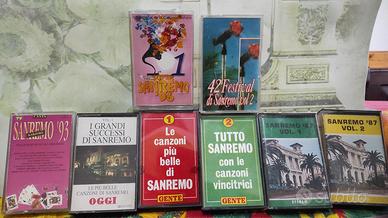 1
SANREMO
'96
42° Festival
di Sanremo Vol 2
SANREMO '93
I GRANDI
SUCCESSI
DI SANREMO
LE PIÙ BELLE
CANZONI DI SANREMO
OGGI
1
Le
canzoni
più
belle di
SANREMO
GENTE
2
TUTTO
SANREMO
con le
canzoni
vincitrici
GENTE
SANREMO '87
VOL. 1
SANREMO '87
VOL. 2